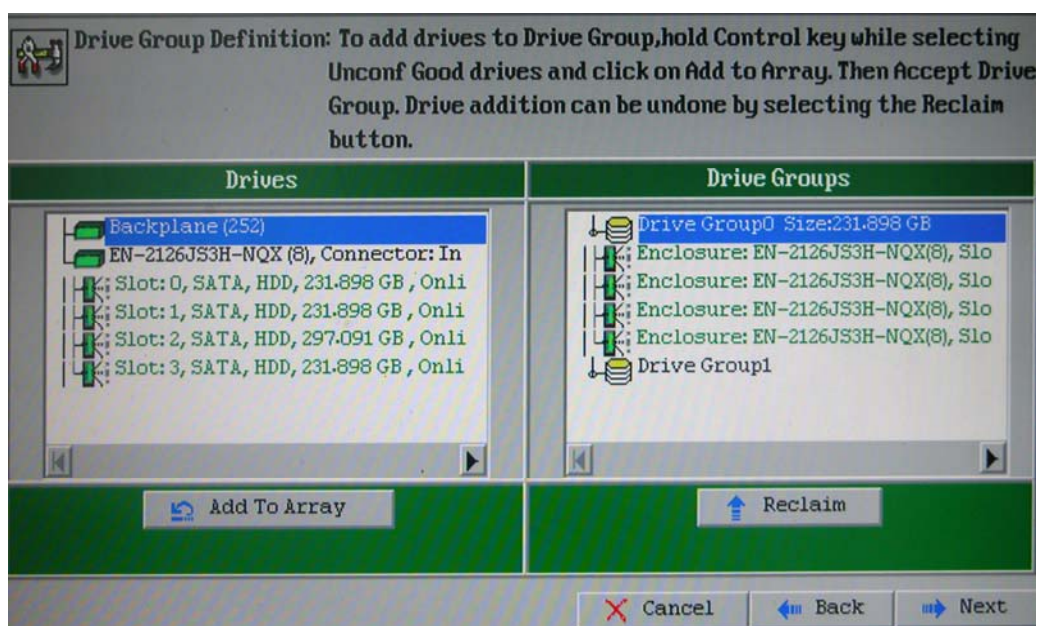 Drive Group Definition: To add drives to Drive Group,hold Control key while selecting
Unconf Good drives and click on Add to Array. Then Accept Drive
Group. Drive addition can be undone by selecting the Reclaim
button.
Drives
Backplane (252)
EN-2126JS3H-NQX (8), Connector: In
Slot: 0, SATA, HDD, 231.898 GB , Onli
Slot: 1, SATA, HDD, 231.898 GB , Onli
Slot: 2, SATA, HDD, 297.091 GB , Onli
Slot: 3, SATA, HDD, 231.898 GB , Onli
Add To Array
Drive Groups
Drive Group0 Size:231.898 GB
Enclosure: EN-2126JS3H-NQX(8), Slo
Enclosure: EN-2126JS3H-NQX(8), Slo
Enclosure: EN-2126JS3H-NQX(8), Slo
Enclosure: EN-2126JS3H-NQX(8), Slo
Drive Group1
Reclaim
Cancel
Back
Next